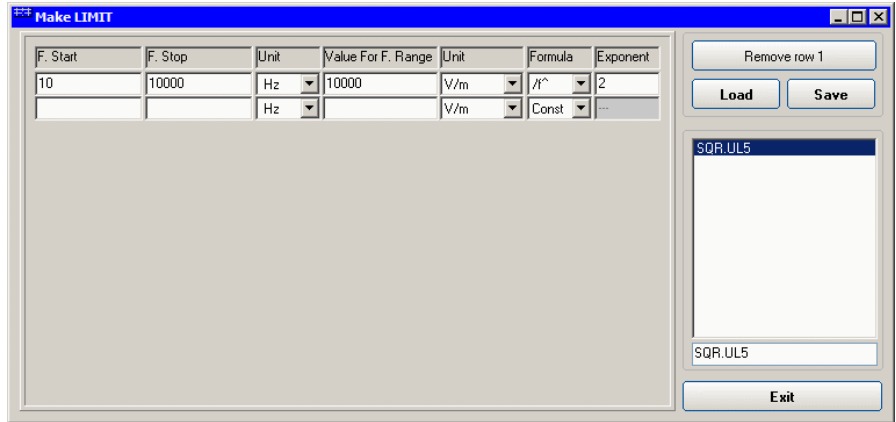 Make LIMIT
F. Start F. Stop Unit Value For F. Range Unit Formula Exponent
10 10000 Hz 10000 V/m /f^ 2
Hz V/m Const ---
Remove row 1
Load Save
SQR.UL5
SQR.UL5
Exit